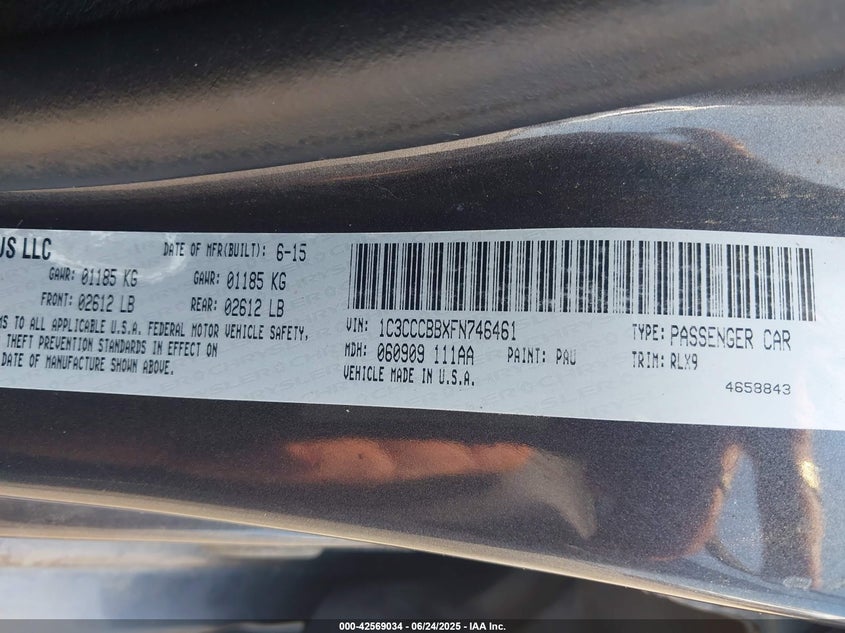 US LLC DATE OF MFR(BUILT): 6-15
GAWR: 01185 KG GAWR: 01185 KG
FRONT: 02612 LB REAR: 02612 LB
MS TO ALL APPLICABLE U.S.A. FEDERAL MOTOR VEHICLE SAFETY,
THEFT PREVENTION STANDARDS IN EFFECT ON
DATE OF MANUFACTURE SHOWN ABOVE.
VIN: 1C3CCCBBXFN746461 TYPE: PASSENGER CAR
MDH: 060909 111AA PAINT: PAU TRIM: RLX9
VEHICLE MADE IN U.S.A.
4658843
000-42569034 / 06/24/2025 - IAA Inc.